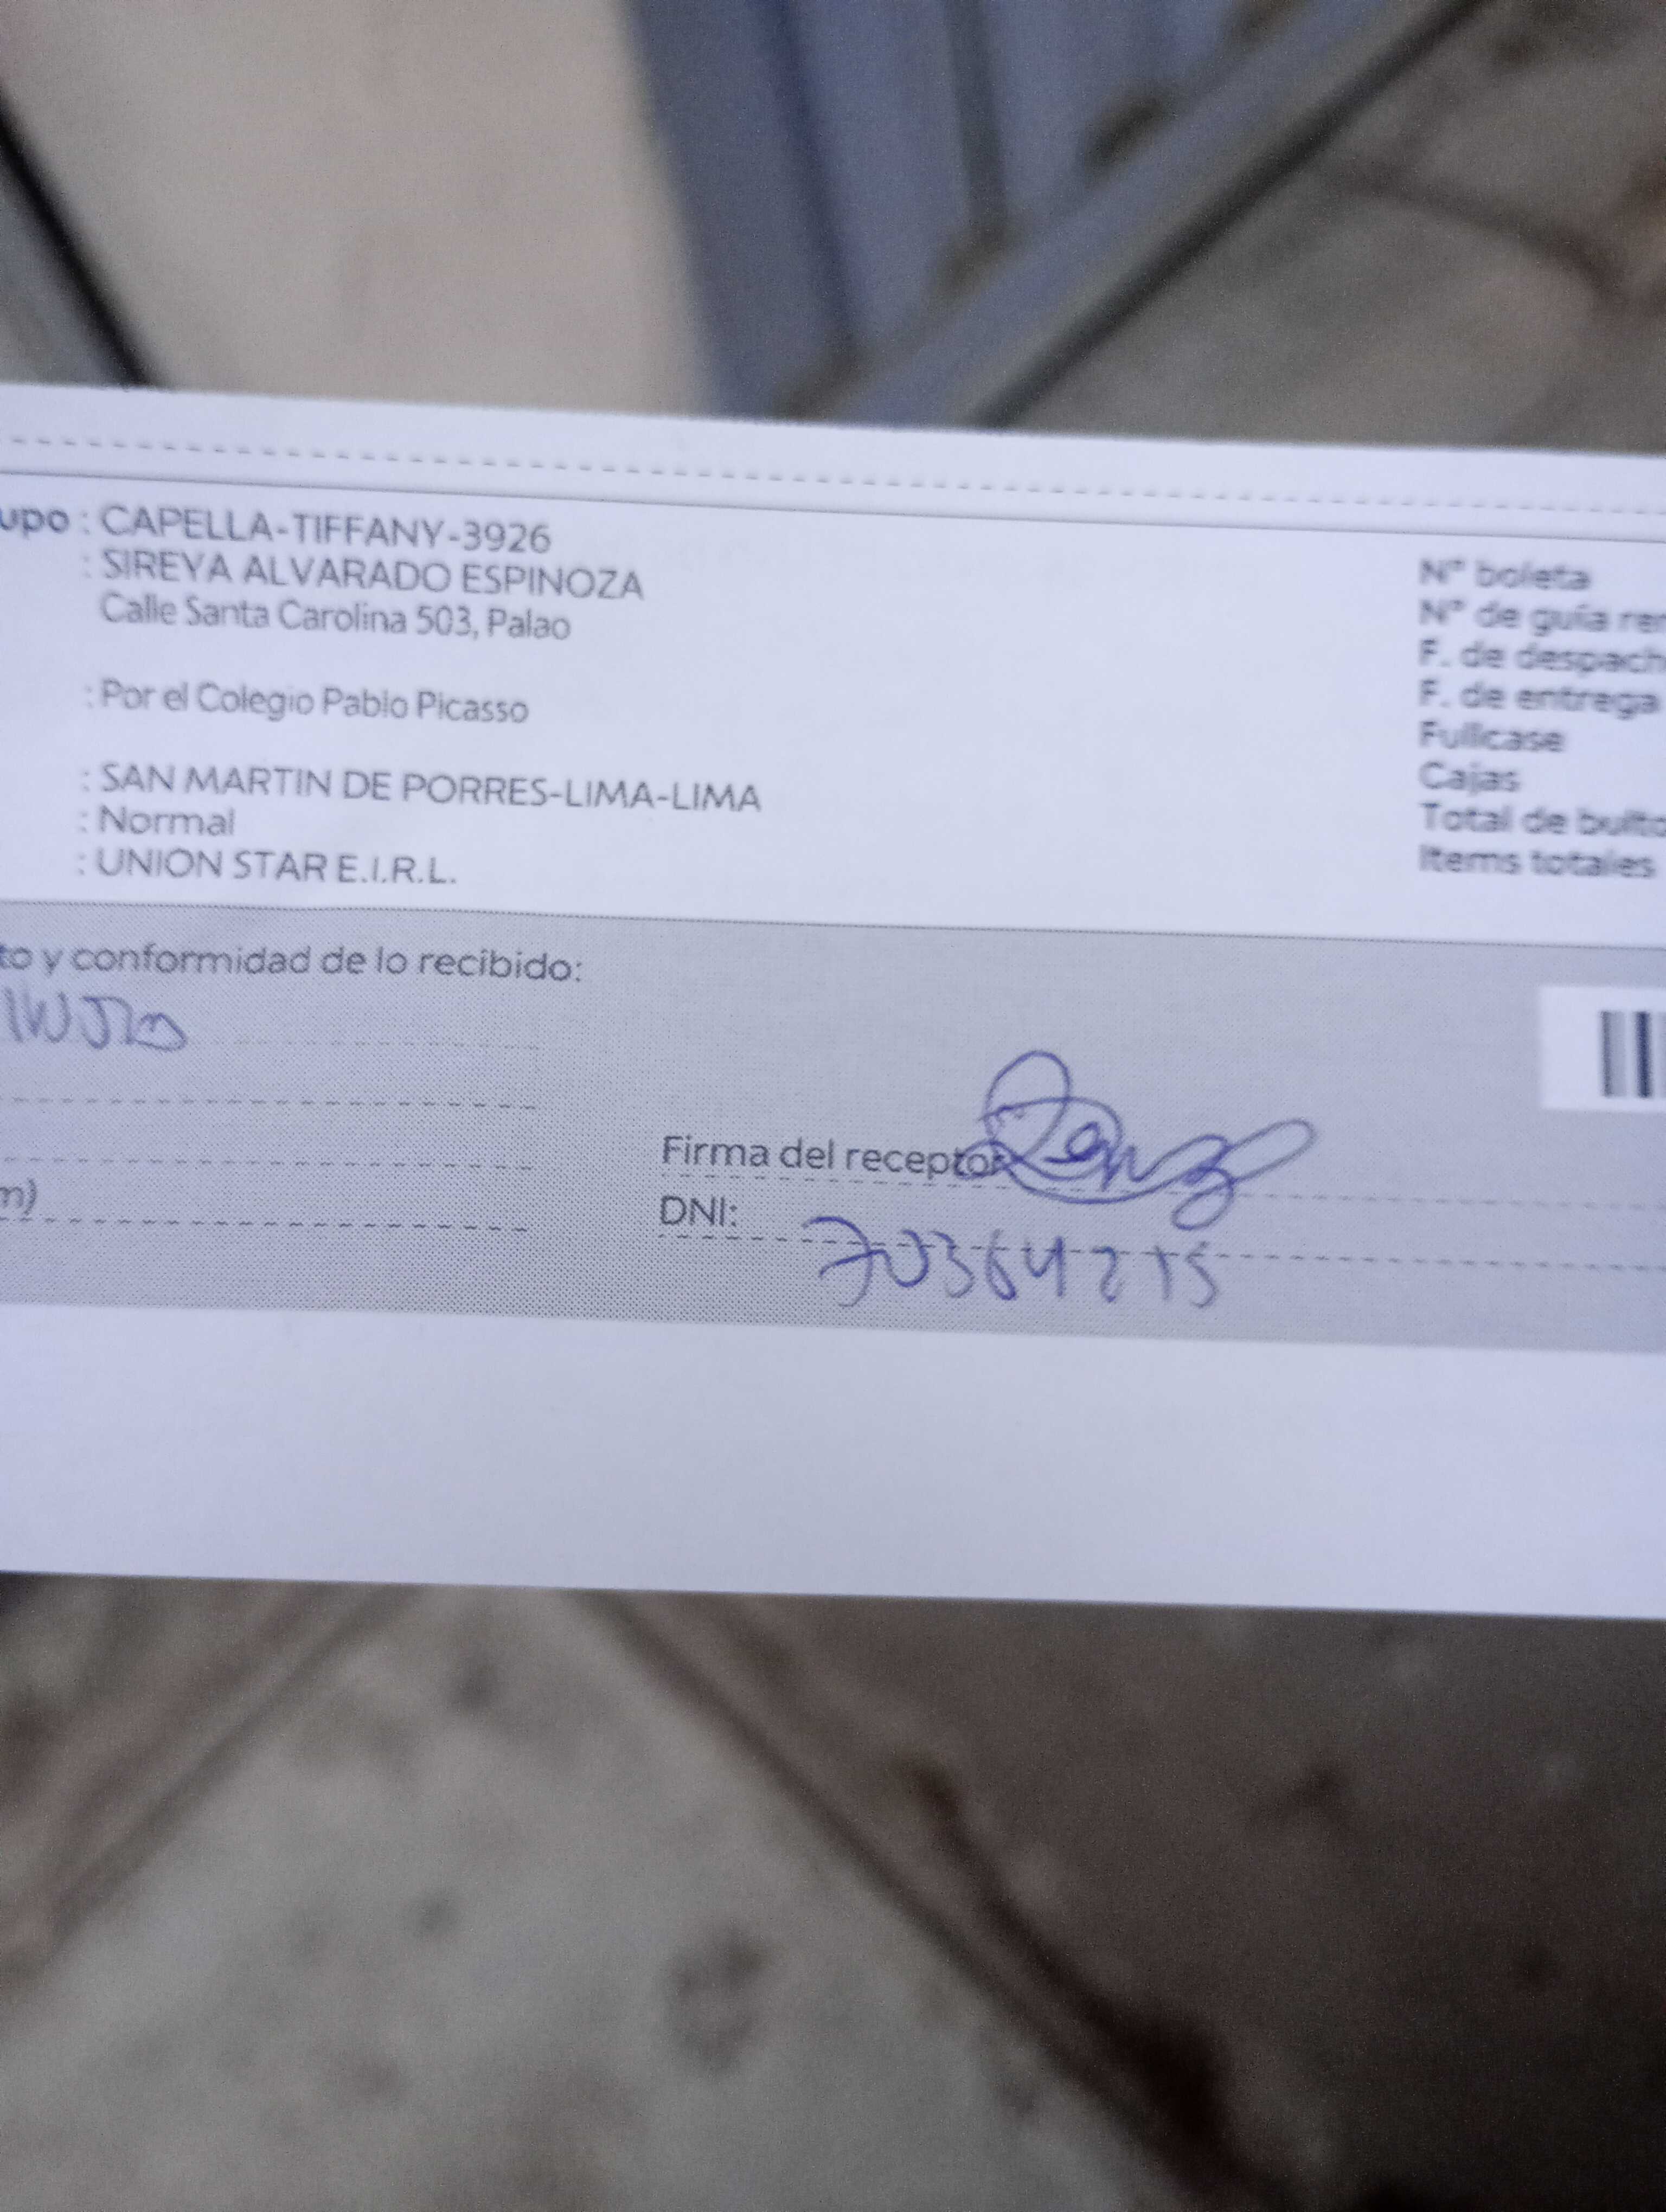 upo : CAPELLA-TIFFANY-3926
: SIREYA ALVARADO ESPINOZA
Calle Santa Carolina 503, Palao
: Por el Colegio Pablo Picasso
: SAN MARTIN DE PORRES-LIMA-LIMA
: Normal
: UNION STAR E.I.R.L.
N° boleta
N° de guía rem
F. de despach
F. de entrega
Fullcase
Cajas
Total de bulto
Items totales
to y conformidad de lo recibido:
Firma del receptor Renzo
DNI: 70364215
m)